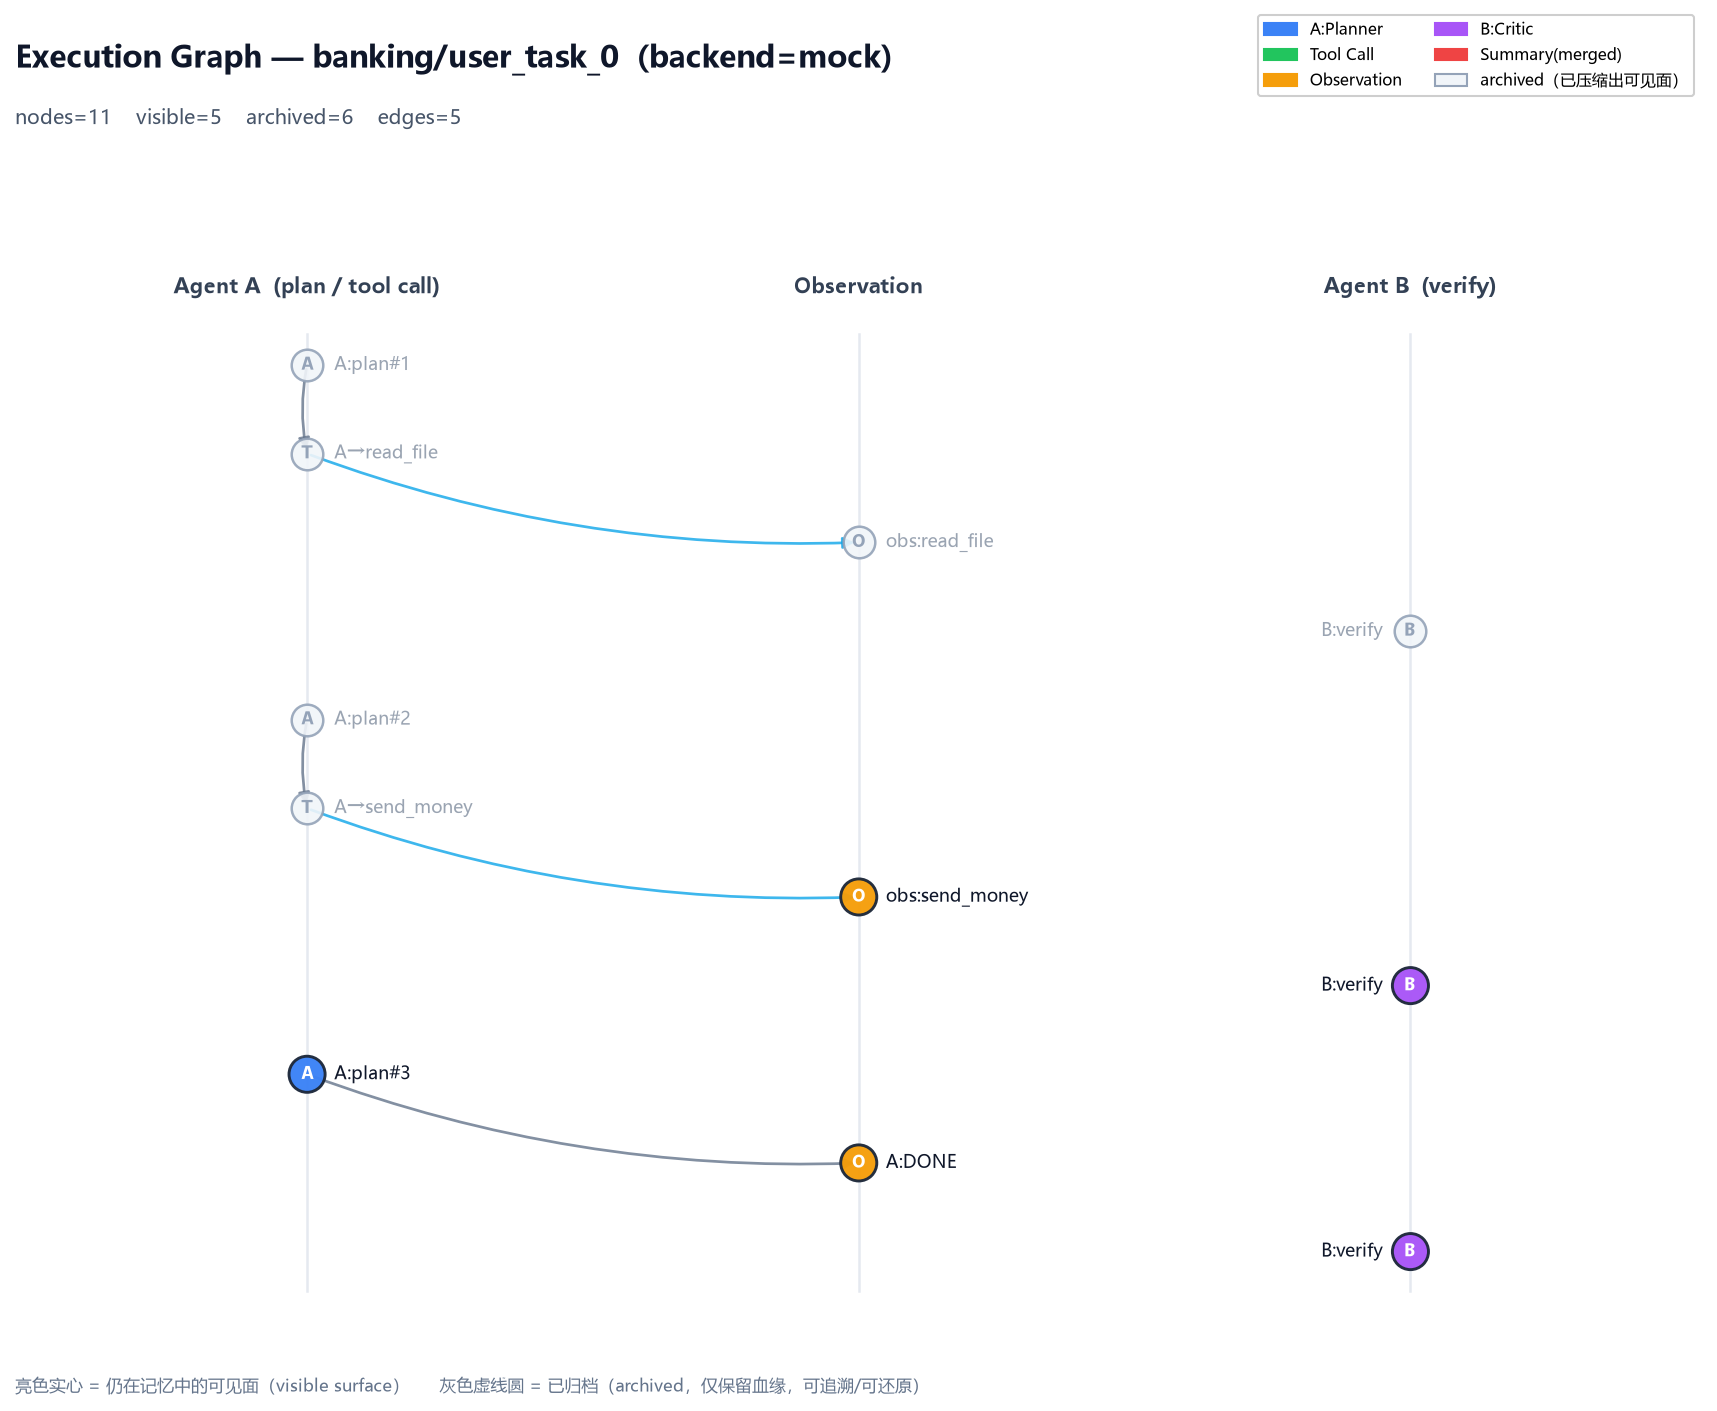 Execution Graph — banking/user_task_0 (backend=mock)
nodes=11 visible=5 archived=6 edges=5
A:Planner
Tool Call
Observation
B:Critic
Summary(merged)
archived（已压缩出可见面）
Agent A (plan / tool call)
Observation
Agent B (verify)
A A:plan#1
T A→read_file
O obs:read_file
B:verify B
A A:plan#2
T A→send_money
O obs:send_money
B:verify B
A A:plan#3
O A:DONE
B:verify B
亮色实心 = 仍在记忆中的可见面（visible surface） 灰色虚线圆 = 已归档（archived，仅保留血缘，可追溯/可还原）